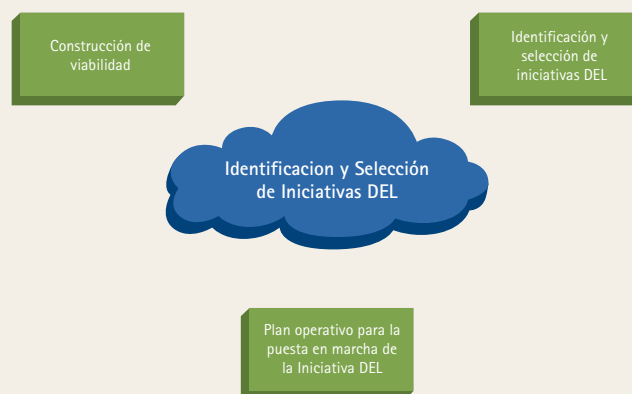 Construcción de
viabilidad
Identificación y
selección de
iniciativas DEL
Identificacion y Selección
de Iniciativas DEL
Plan operativo para la
puesta en marcha de
la Iniciativa DEL